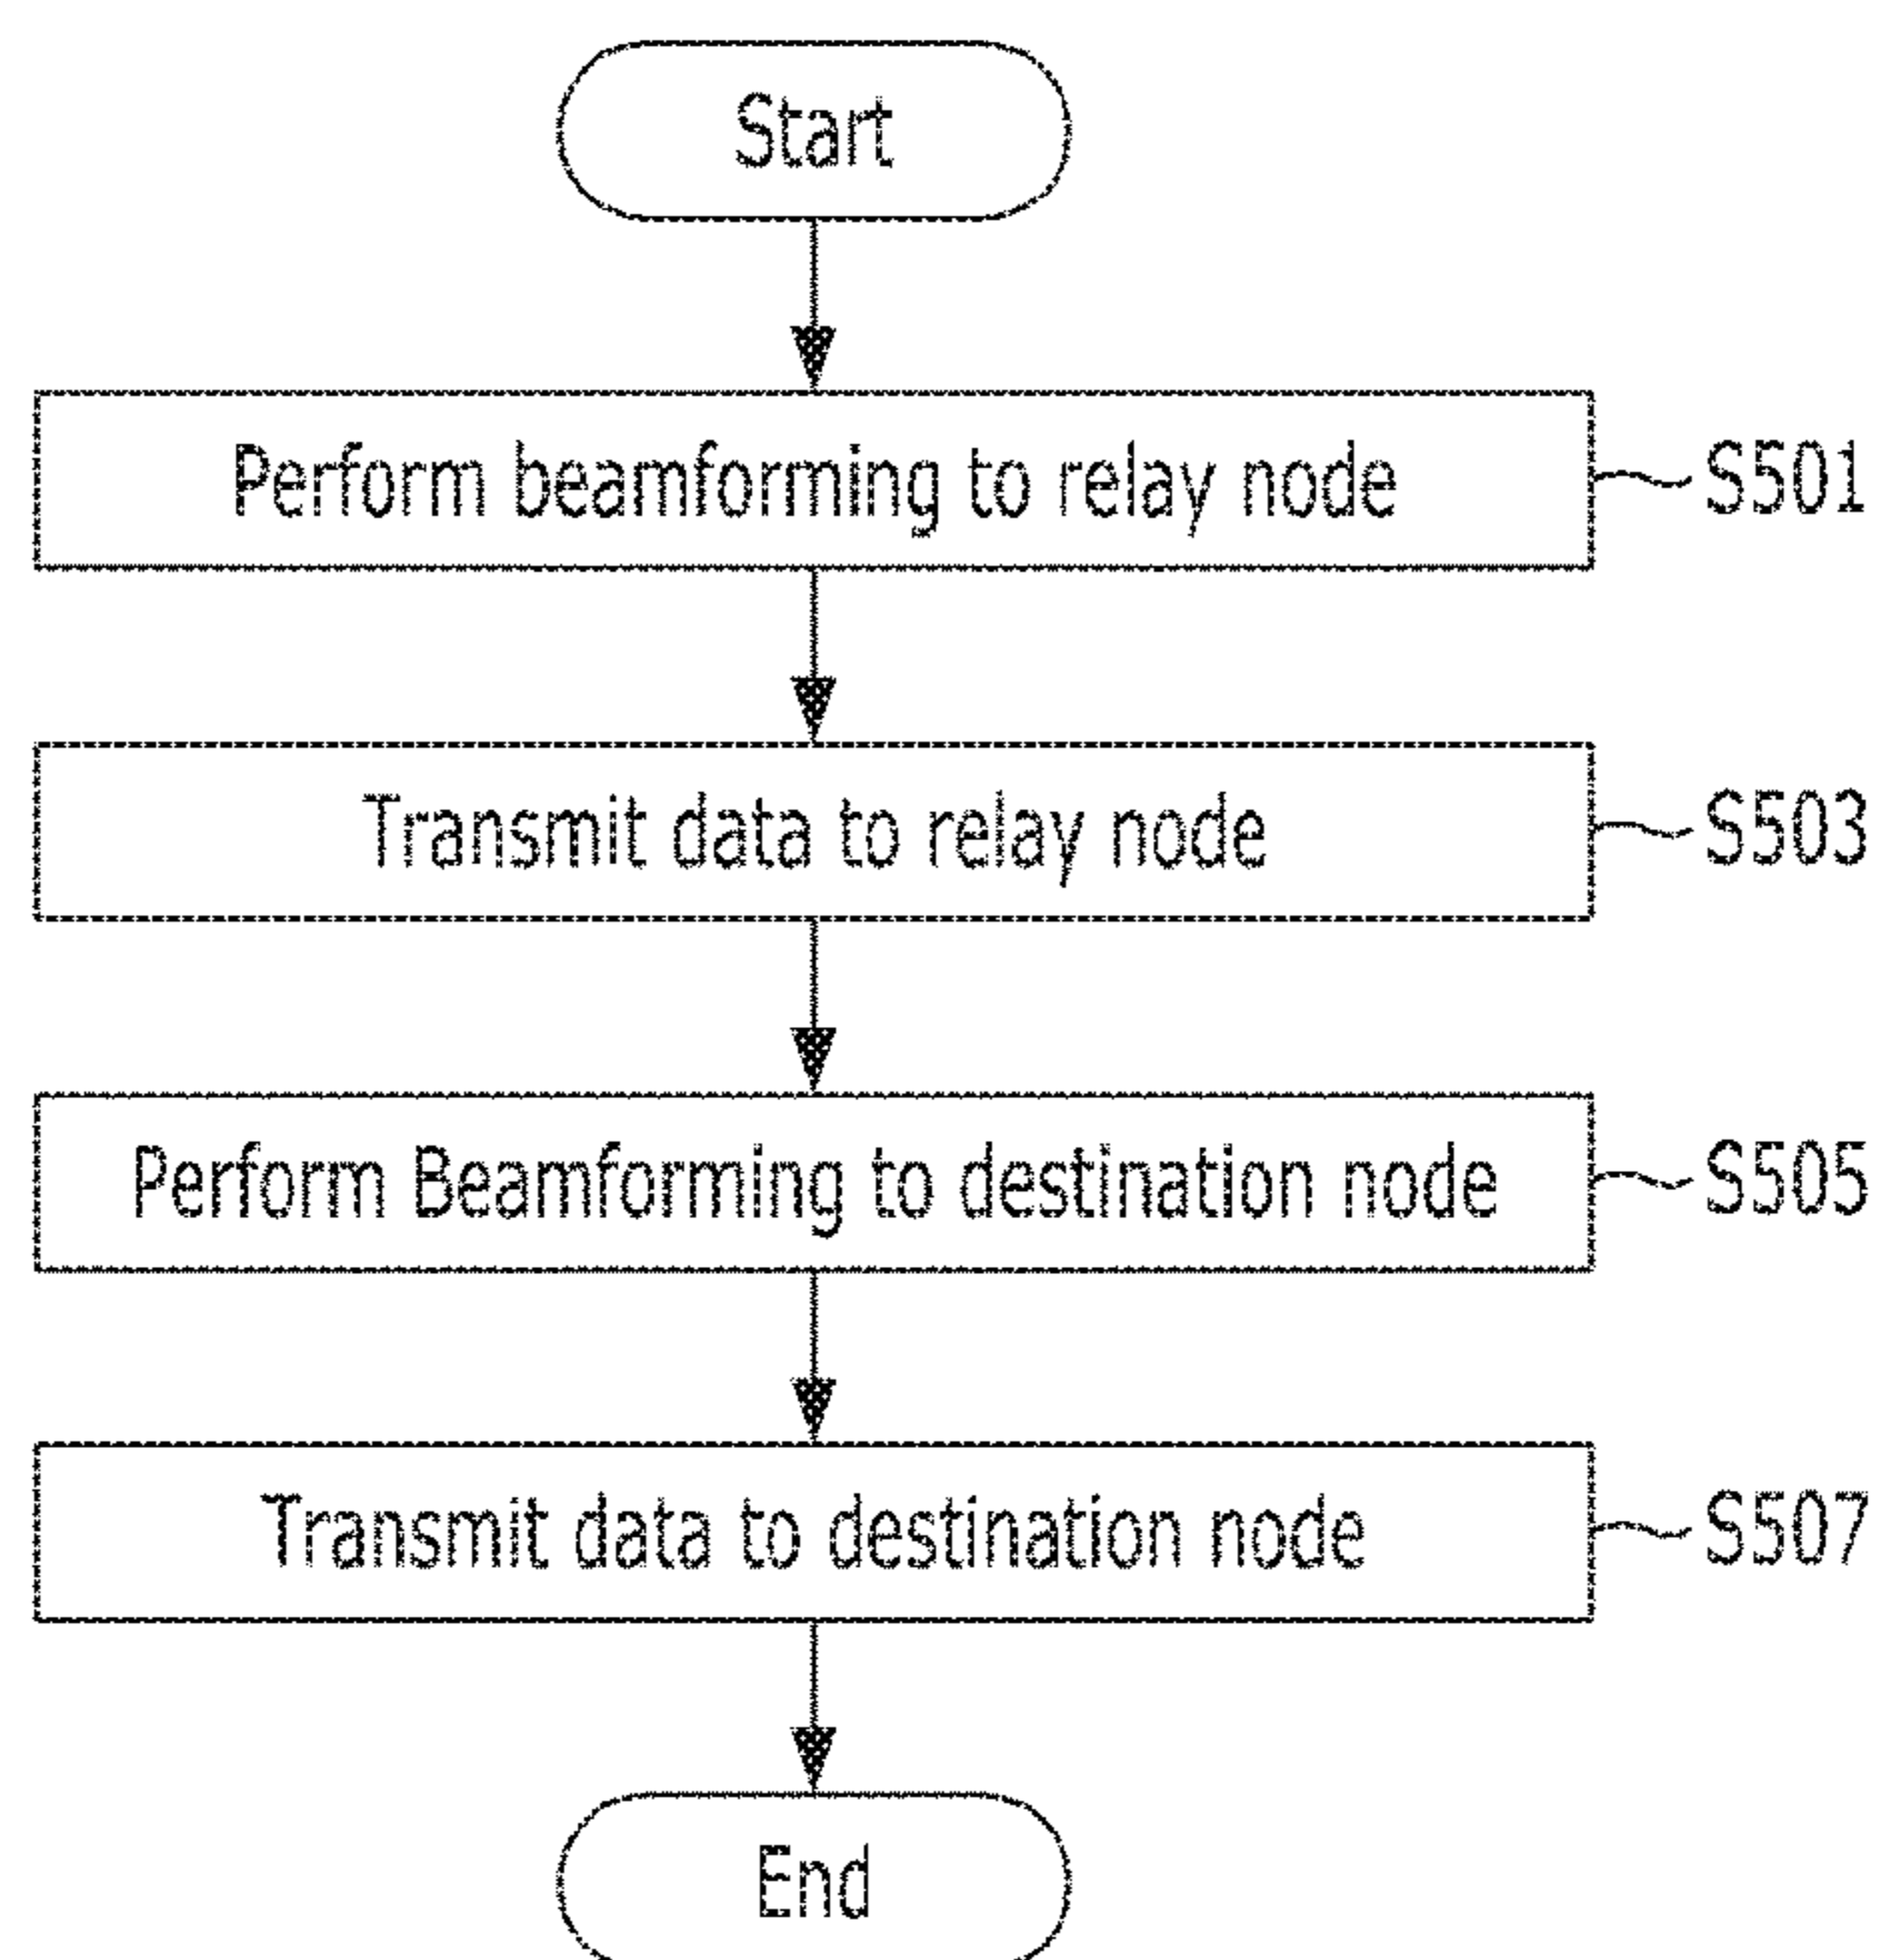 Start
Perform beamforming to relay node
S501
Transmit data to relay node
S503
Perform Beamforming to destination node
S505
Transmit data to destination node
S507
End